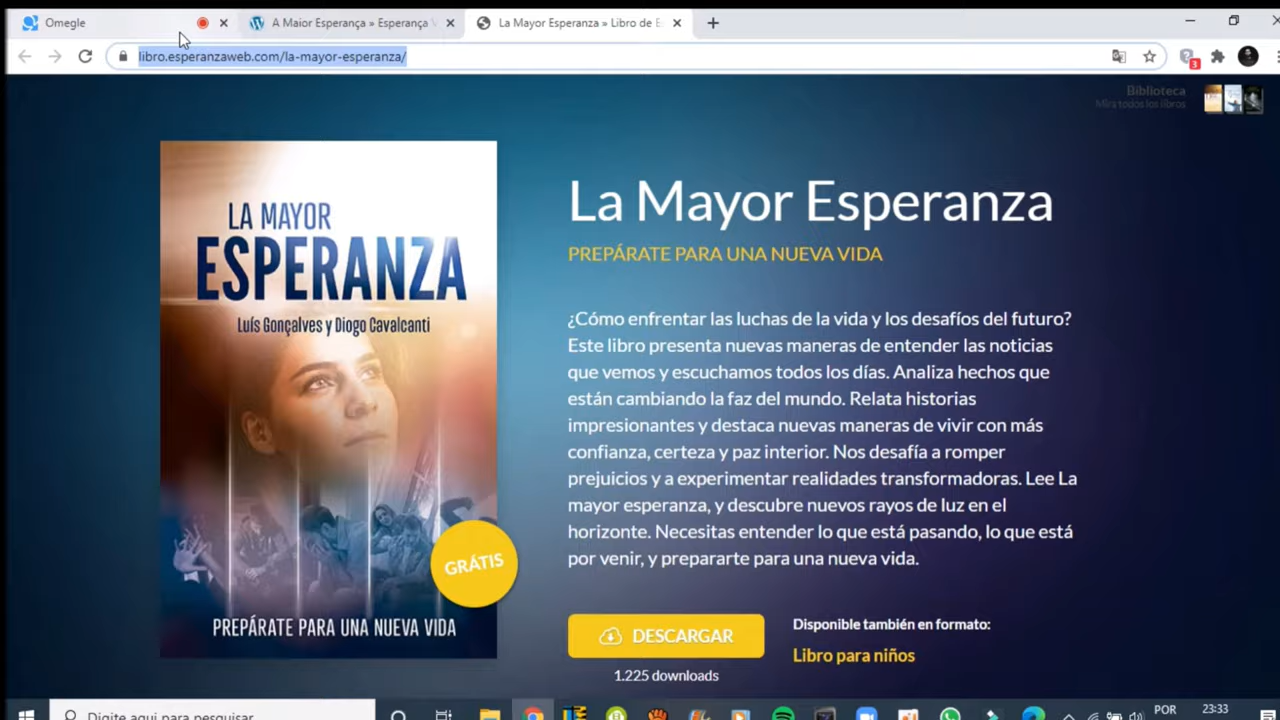 Omegle
A Maior Esperança » Esperança
La Mayor Esperanza » Libro de E
libro.esperanzaweb.com/la-mayor-esperanza/
3
Biblioteca
Mira todos los libros
LA MAYOR
ESPERANZA
Luís Gonçalves y Diogo Cavalcanti
GRÁTIS
PREPÁRATE PARA UNA NUEVA VIDA
La Mayor Esperanza
PREPÁRATE PARA UNA NUEVA VIDA
¿Cómo enfrentar las luchas de la vida y los desafíos del futuro?
Este libro presenta nuevas maneras de entender las noticias
que vemos y escuchamos todos los días. Analiza hechos que
están cambiando la faz del mundo. Relata historias
impresionantes y destaca nuevas maneras de vivir con más
confianza, certeza y paz interior. Nos desafía a romper
prejuicios y a experimentar realidades transformadoras. Lee La
mayor esperanza, y descubre nuevos rayos de luz en el
horizonte. Necesitas entender lo que está pasando, lo que está
por venir, y prepararte para una nueva vida.
DESCARGAR
1.225 downloads
Disponible también en formato:
Libro para niños
Digite aqui para pesquisar
POR
23:33